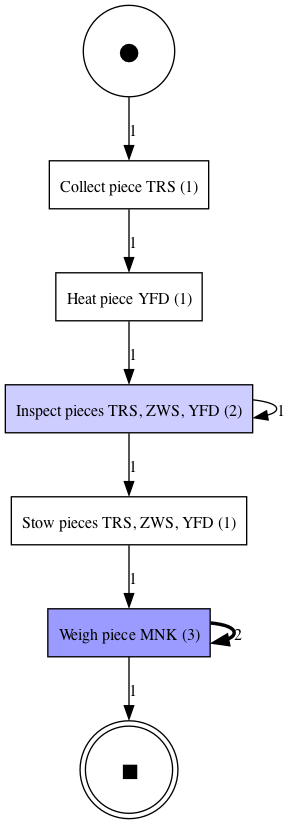 1
Collect piece TRS (1)
1
Heat piece YFD (1)
1
Inspect pieces TRS, ZWS, YFD (2)
1
1
Stow pieces TRS, ZWS, YFD (1)
1
Weigh piece MNK (3)
2
1